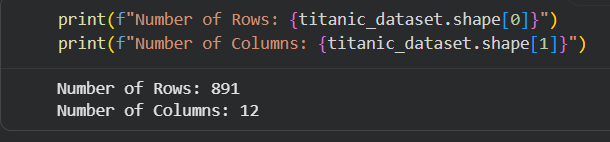 print(f"Number of Rows: {titanic_dataset.shape[0]}")
print(f"Number of Columns: {titanic_dataset.shape[1]}")
Number of Rows: 891
Number of Columns: 12